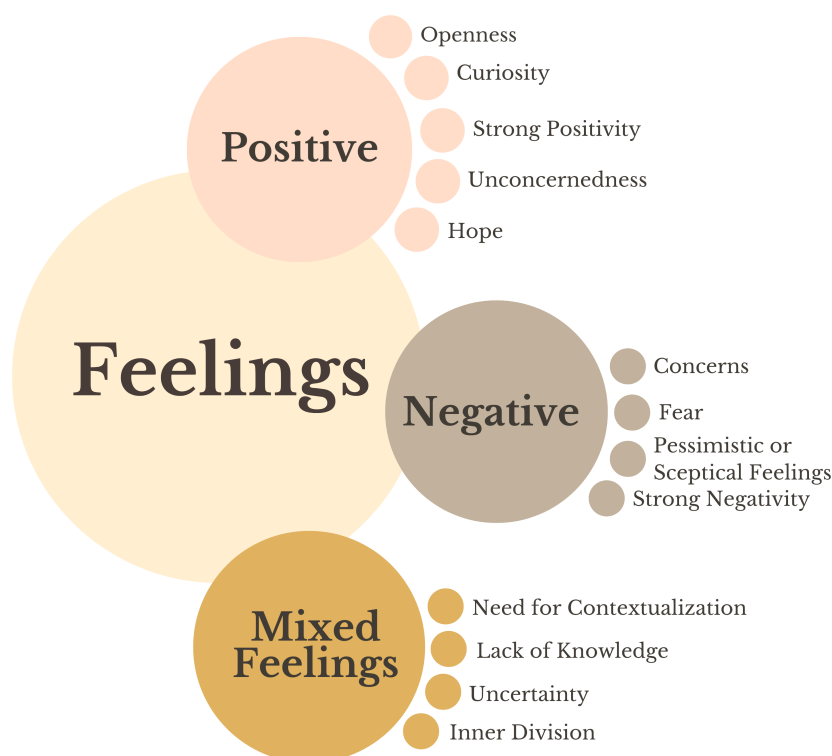 Feelings
Positive
Openness
Curiosity
Strong Positivity
Unconcernedness
Hope
Negative
Concerns
Fear
Pessimistic or
Sceptical Feelings
Strong Negativity
Mixed
Feelings
Need for Contextualization
Lack of Knowledge
Uncertainty
Inner Division